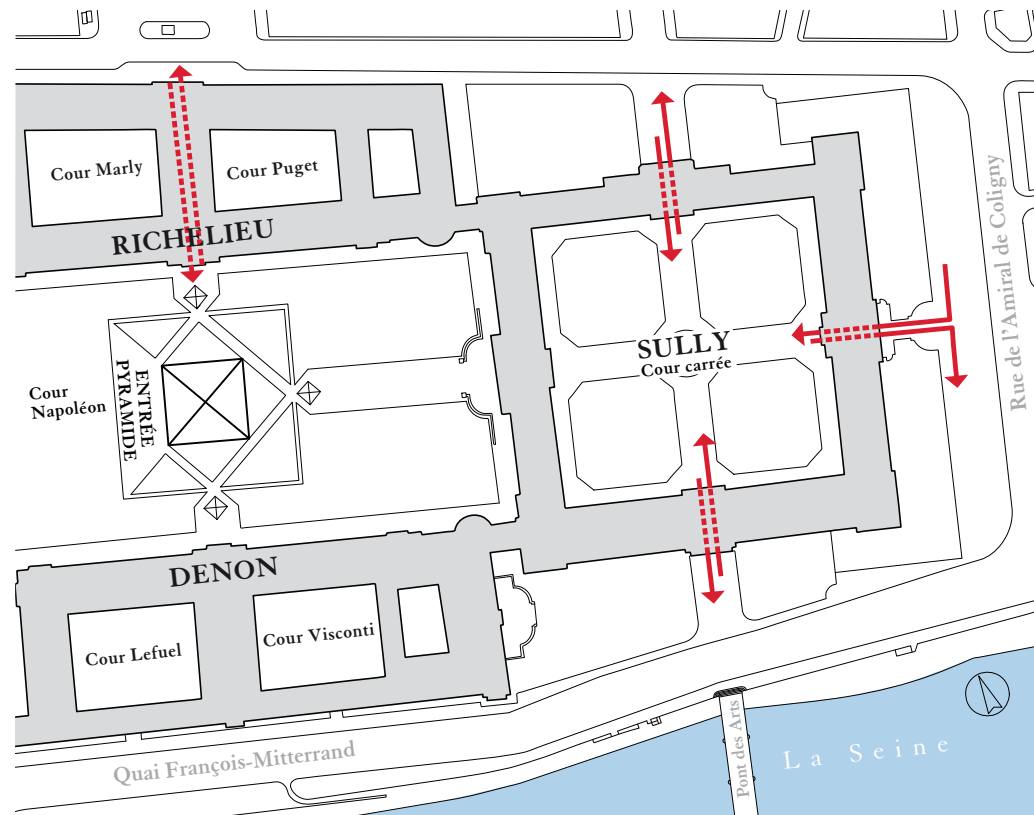 Cour Marly
Cour Puget
RICHELIEU
Rue de l'Amiral de Coligny
SULLY
Cour carrée
Cour
Napoléon
ENTRÉE
PYRAMIDE
DENON
Cour Lefuel
Cour Visconti
Quai François-Mitterrand
Pont des Arts
La Seine